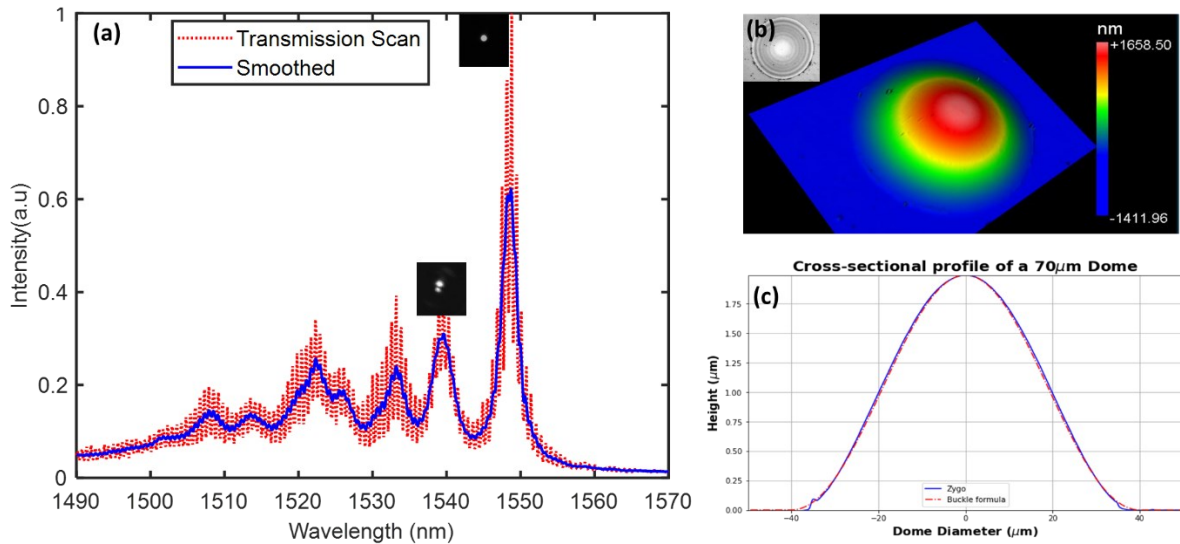 (a)
Transmission Scan
Smoothed
Intensity(a.u)
1
0.8
0.6
0.4
0.2
0
1490 1500 1510 1520 1530 1540 1550 1560 1570
Wavelength (nm)
(b)
nm
+1658.50
-1411.96
Cross-sectional profile of a 70μm Dome
(c)
Height (μm)
1.75
1.50
1.25
1.00
0.75
0.50
0.25
0.00
Zygo
Buckle formula
−40 −20 0 20 40
Dome Diameter (μm)